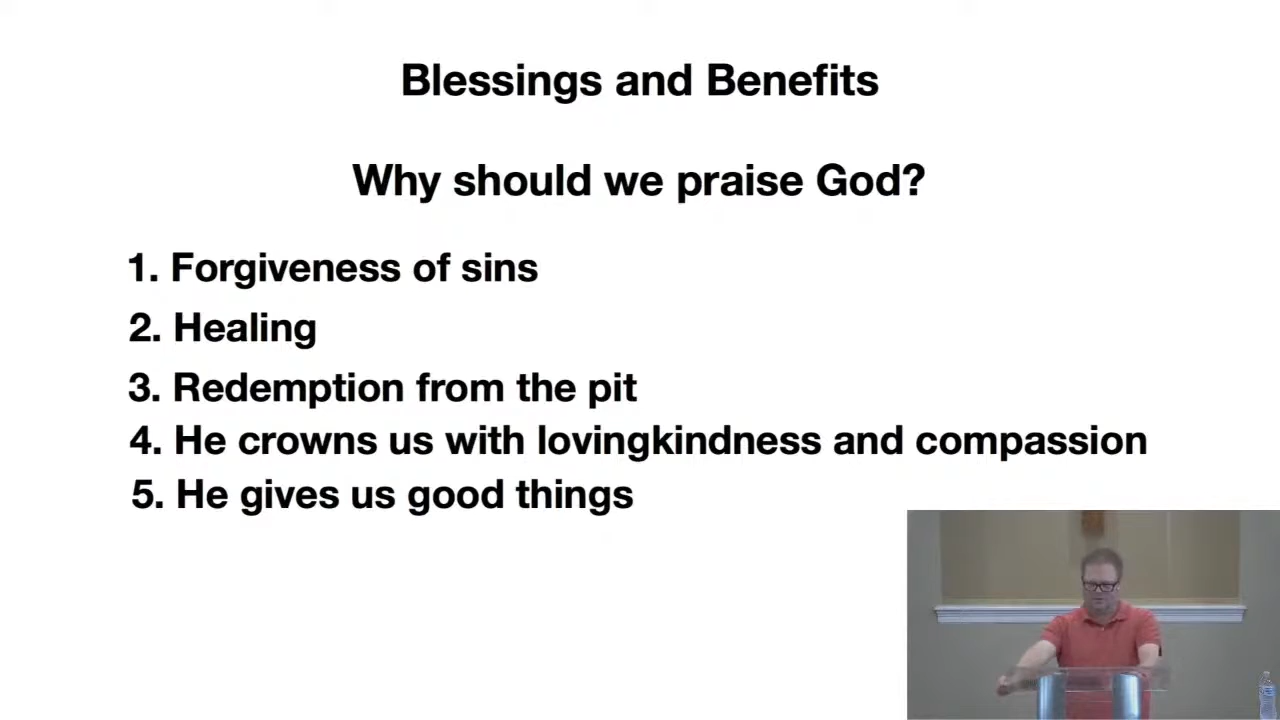 Blessings and Benefits
Why should we praise God?
1. Forgiveness of sins
2. Healing
3. Redemption from the pit
4. He crowns us with lovingkindness and compassion
5. He gives us good things